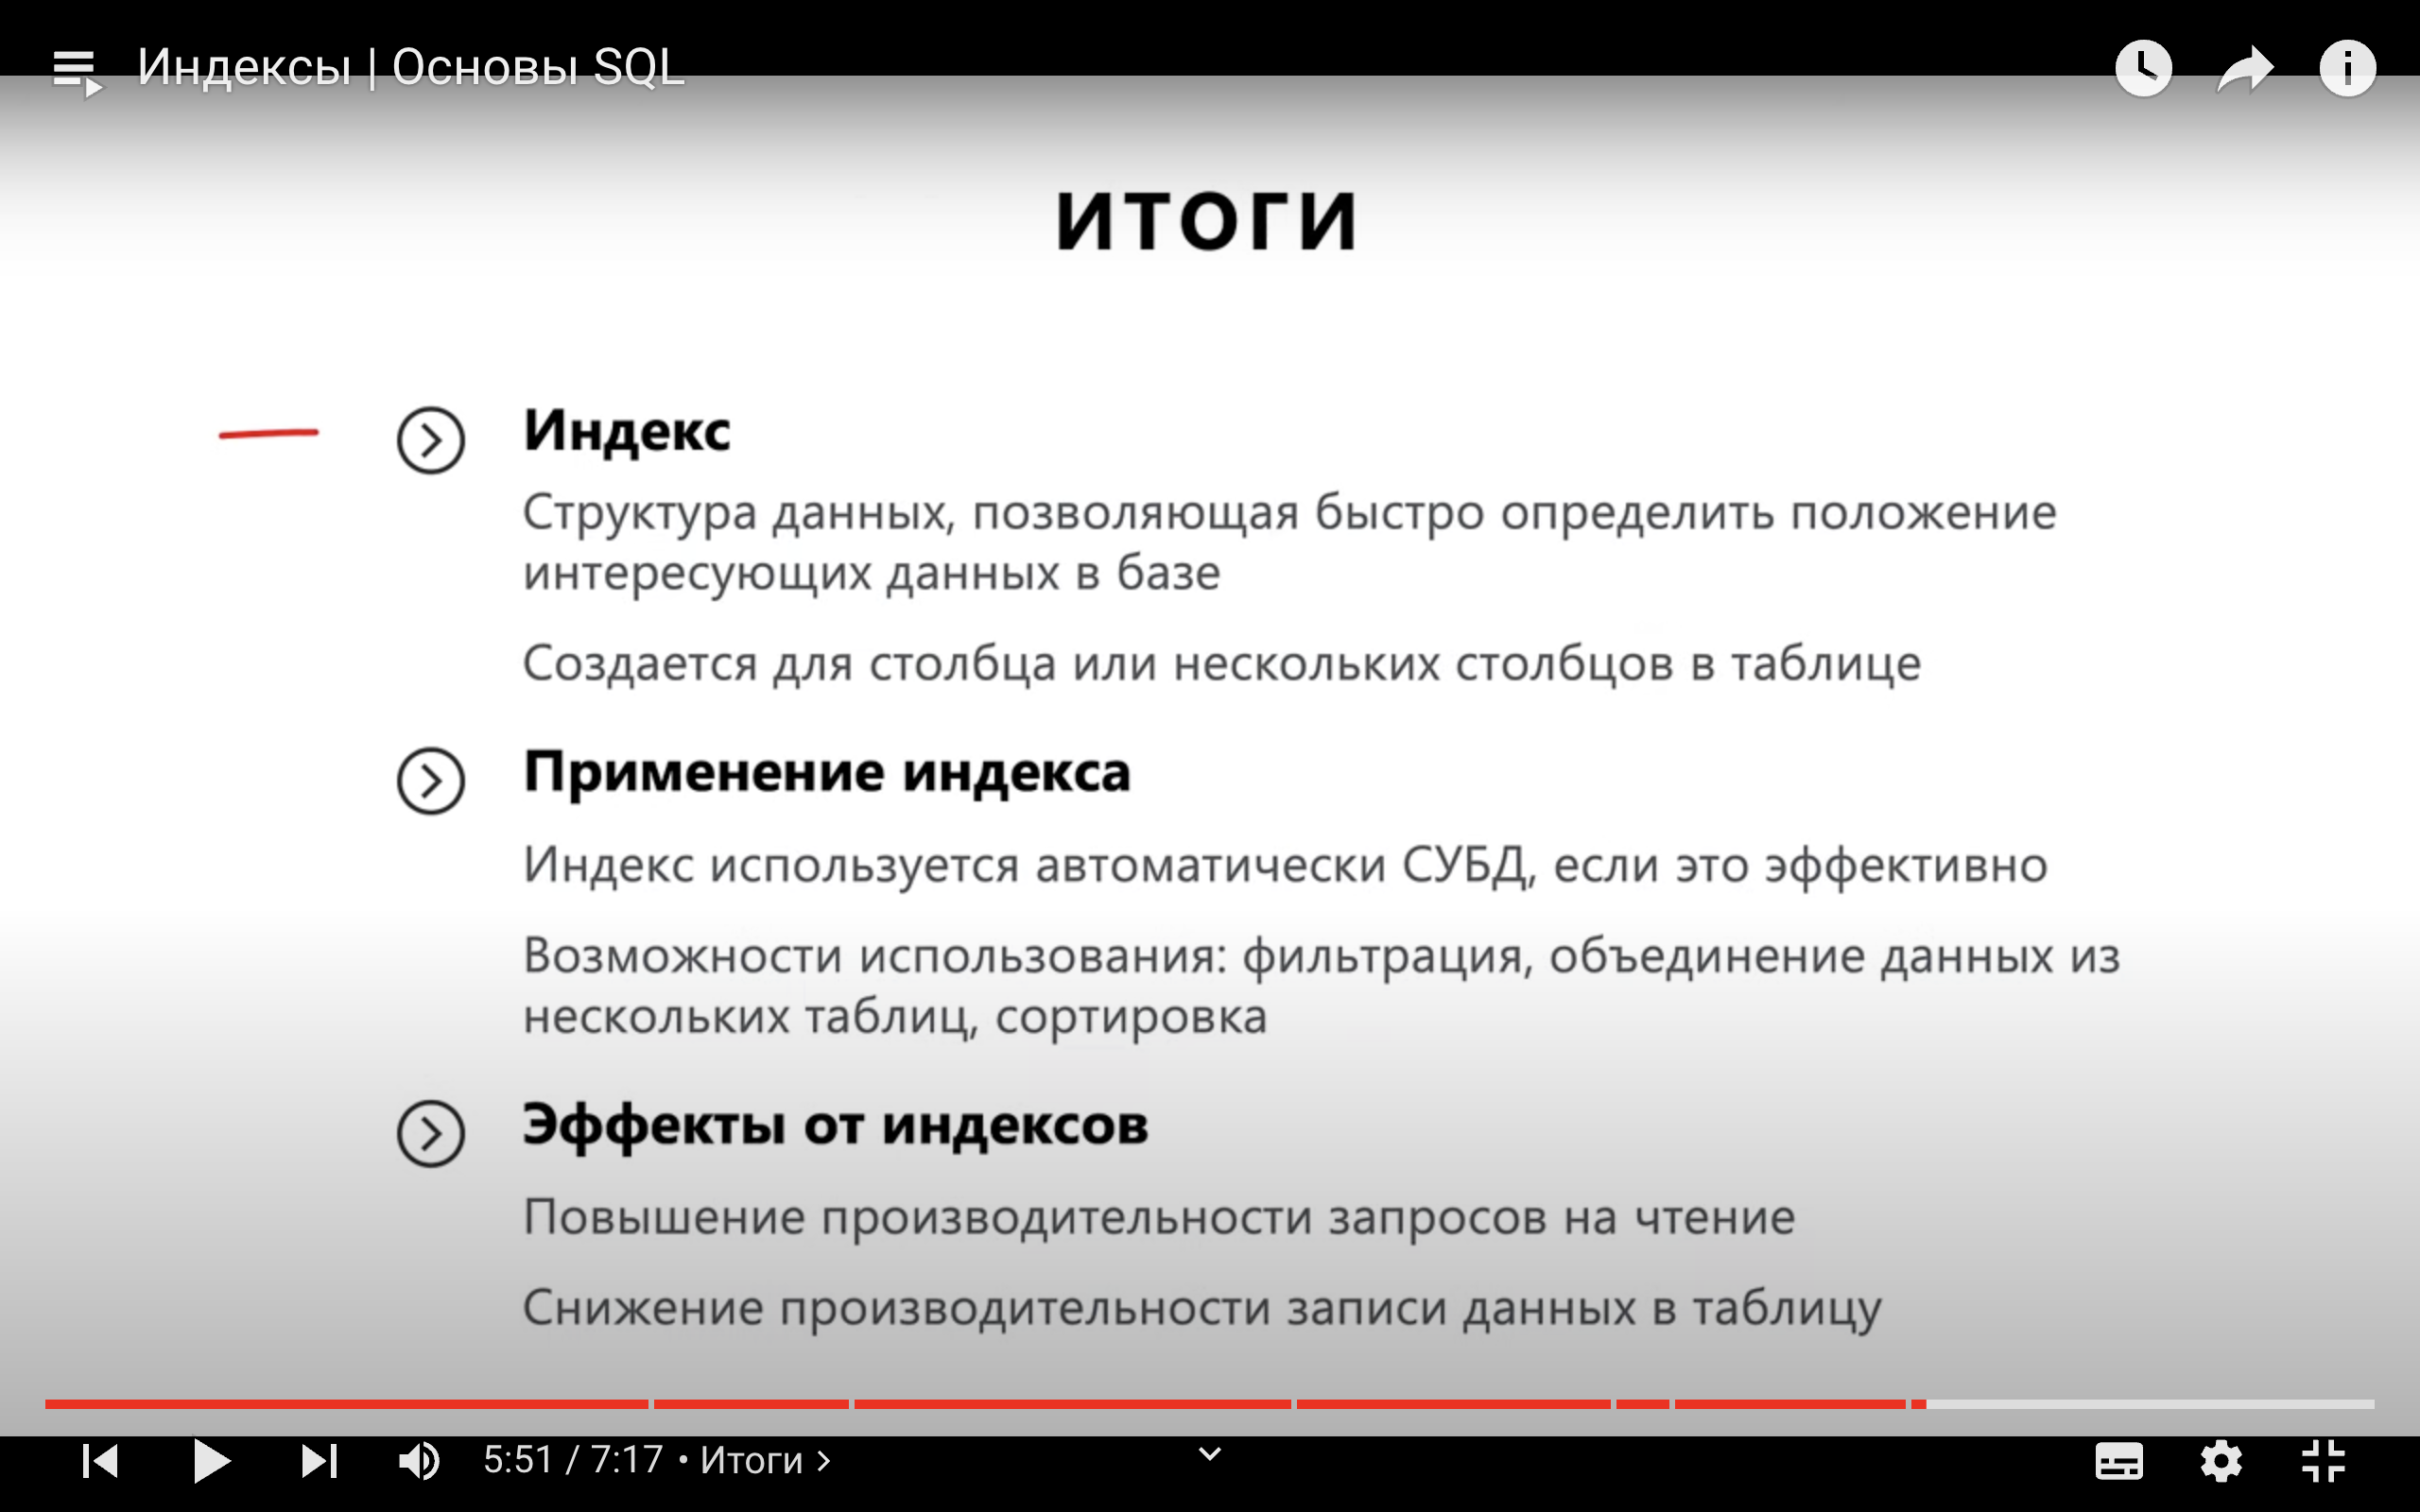 Индексы | Основы SQL
ИТОГИ
Индекс
Структура данных, позволяющая быстро определить положение
интересующих данных в базе
Создается для столбца или нескольких столбцов в таблице
Применение индекса
Индекс используется автоматически СУБД, если это эффективно
Возможности использования: фильтрация, объединение данных из
нескольких таблиц, сортировка
Эффекты от индексов
Повышение производительности запросов на чтение
Снижение производительности записи данных в таблицу
5:51 / 7:17 • Итоги >